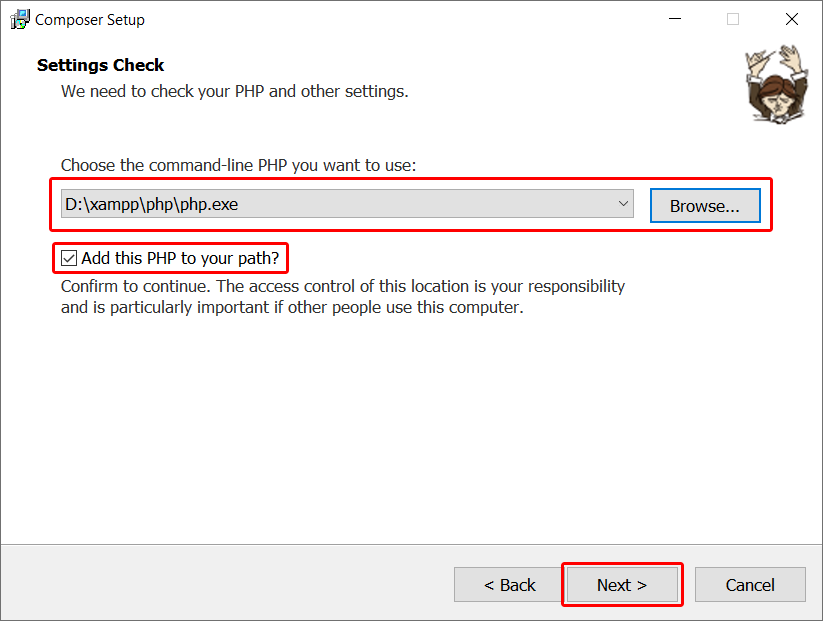 Composer Setup
Settings Check
We need to check your PHP and other settings.
Choose the command-line PHP you want to use:
D:\xampp\php\php.exe
Browse...
Add this PHP to your path?
Confirm to continue. The access control of this location is your responsibility
and is particularly important if other people use this computer.
< Back
Next >
Cancel